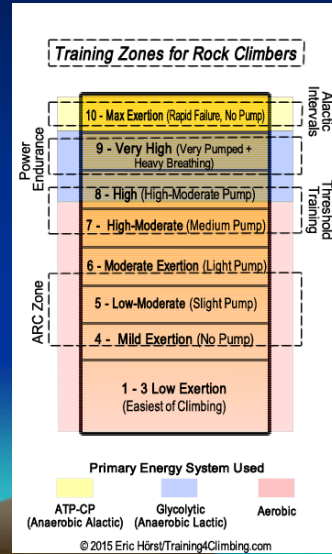 Training Zones for Rock Climbers
10 - Max Exertion (Rapid Failure, No Pump)
Alactic
Intervals
9 - Very High (Very Pumped +
Heavy Breathing)
Power
Endurance
8 - High (High-Moderate Pump)
7 - High-Moderate (Medium Pump)
Threshold
Training
6 - Moderate Exertion (Light Pump)
5 - Low-Moderate (Slight Pump)
4 - Mild Exertion (No Pump)
ARC Zone
1 - 3 Low Exertion
(Easiest of Climbing)
Primary Energy System Used
ATP-CP
(Anaerobic Alactic)
Glycolytic
(Anaerobic Lactic)
Aerobic
© 2015 Eric Hörst/Training4Climbing.com